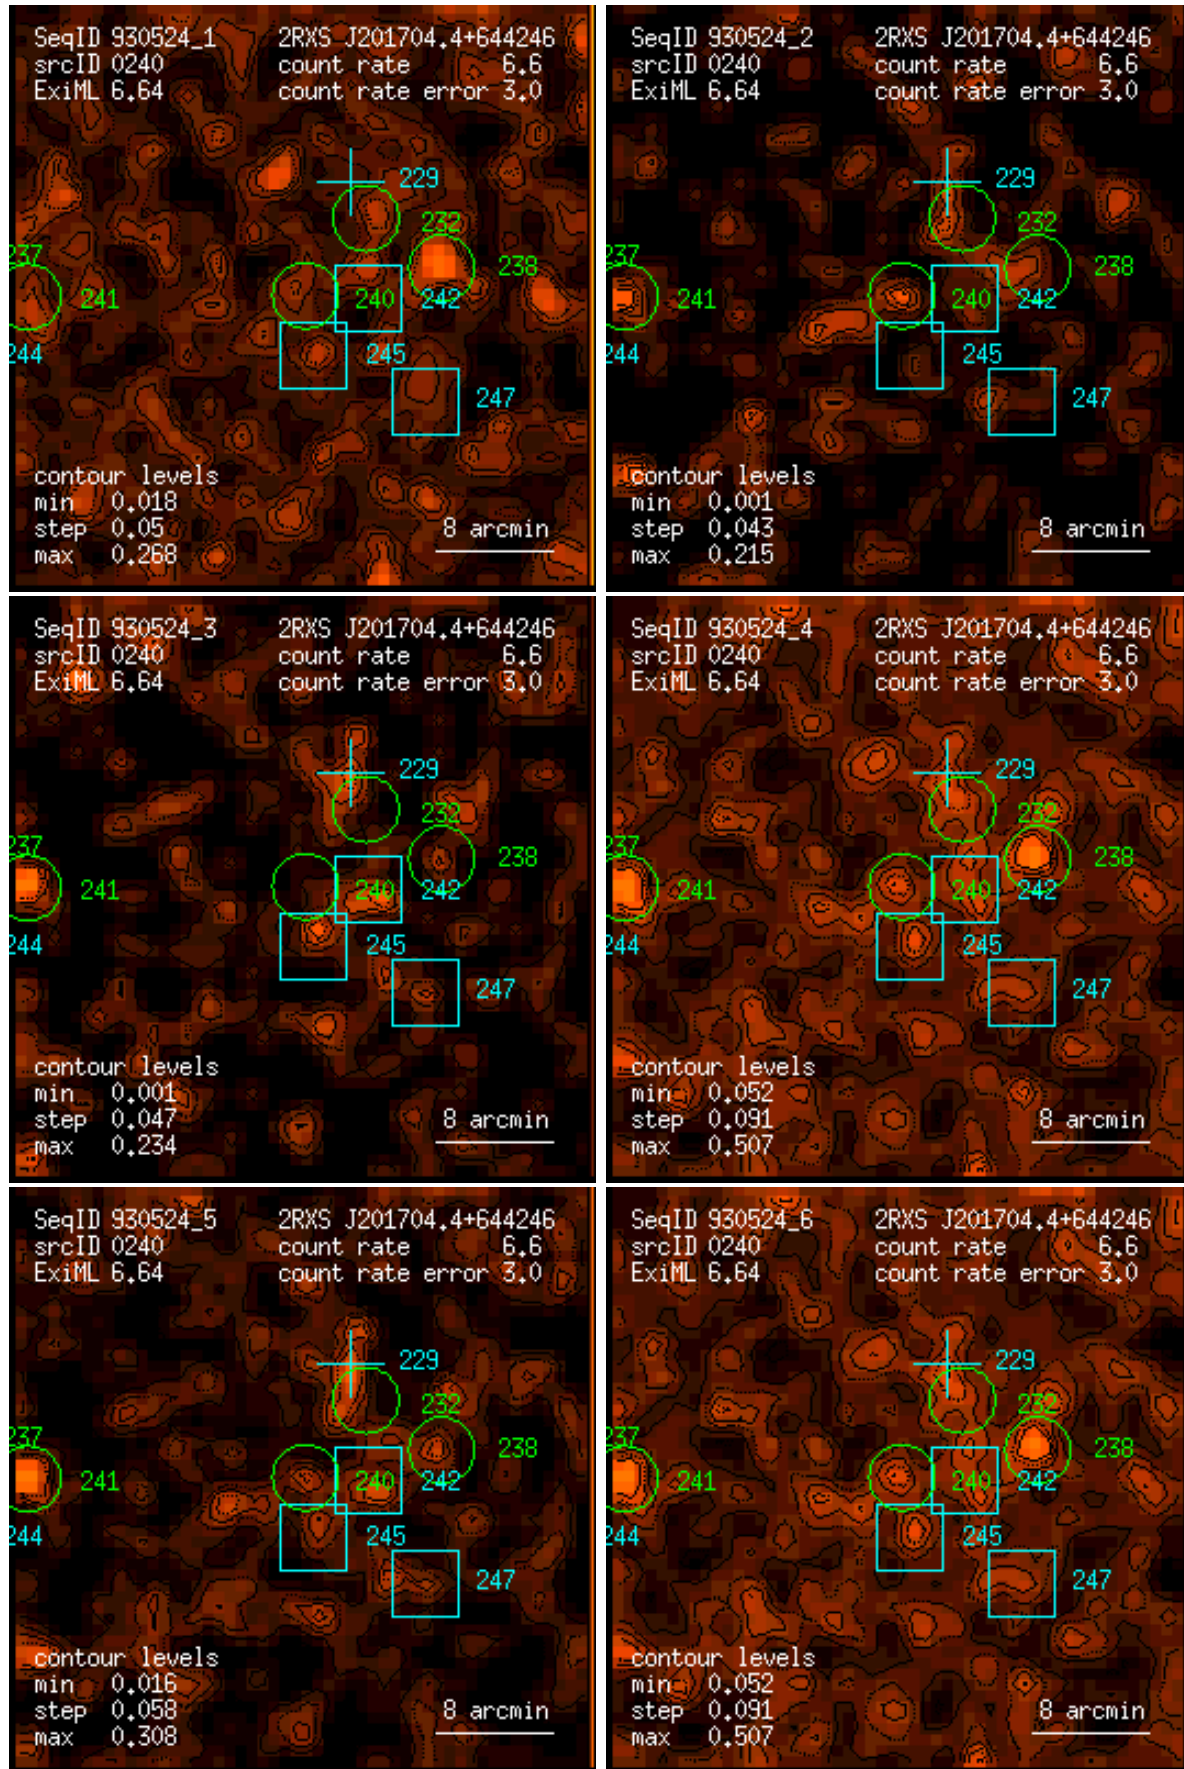 SeqID 930524_1 2RXS J201704.4+644246
srcID 0240 count rate 6.6
ExiML 6.64 count rate error 3.0
229
232
237 238
241 240 242
244 245
247
contour levels
min 0.018
step 0.05 8 arcmin
max 0.268
SeqID 930524_2 2RXS J201704.4+644246
srcID 0240 count rate 6.6
ExiML 6.64 count rate error 3.0
229
232
237 238
241 240 242
244 245
247
contour levels
min 0.001
step 0.043 8 arcmin
max 0.215
SeqID 930524_3 2RXS J201704.4+644246
srcID 0240 count rate 6.6
ExiML 6.64 count rate error 3.0
229
232
237 238
241 240 242
244 245
247
contour levels
min 0.001
step 0.047 8 arcmin
max 0.234
SeqID 930524_4 2RXS J201704.4+644246
srcID 0240 count rate 6.6
ExiML 6.64 count rate error 3.0
229
232
237 238
241 240 242
244 245
247
contour levels
min 0.052
step 0.091 8 arcmin
max 0.507
SeqID 930524_5 2RXS J201704.4+644246
srcID 0240 count rate 6.6
ExiML 6.64 count rate error 3.0
229
232
237 238
241 240 242
244 245
247
contour levels
min 0.016
step 0.058 8 arcmin
max 0.308
SeqID 930524_6 2RXS J201704.4+644246
srcID 0240 count rate 6.6
ExiML 6.64 count rate error 3.0
229
232
237 238
241 240 242
244 245
247
contour levels
min 0.052
step 0.091 8 arcmin
max 0.507